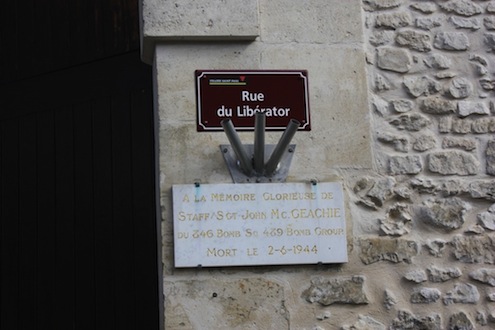 Rue
du Libérator
A LA MEMOIRE GLORIEUSE DE
STAFF/SGT-JOHN Mc. GEACHIE
DU 846 BOMB SQ 489 BOMB GROUP
MORT LE 2-6-1944